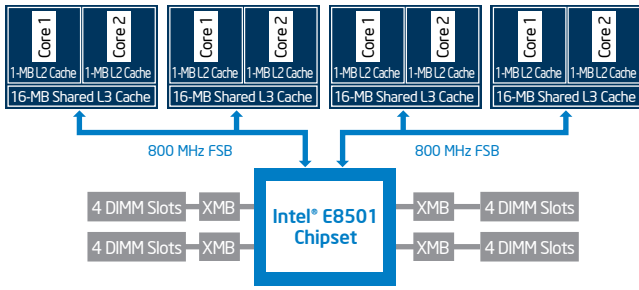 Core 1 Core 2 Core 1 Core 2 Core 1 Core 2 Core 1 Core 2
1-MB L2 Cache 1-MB L2 Cache 1-MB L2 Cache 1-MB L2 Cache 1-MB L2 Cache 1-MB L2 Cache 1-MB L2 Cache 1-MB L2 Cache
16-MB Shared L3 Cache 16-MB Shared L3 Cache 16-MB Shared L3 Cache 16-MB Shared L3 Cache
800 MHz FSB 800 MHz FSB
4 DIMM Slots XMB Intel® E8501 XMB 4 DIMM Slots
4 DIMM Slots XMB Chipset XMB 4 DIMM Slots